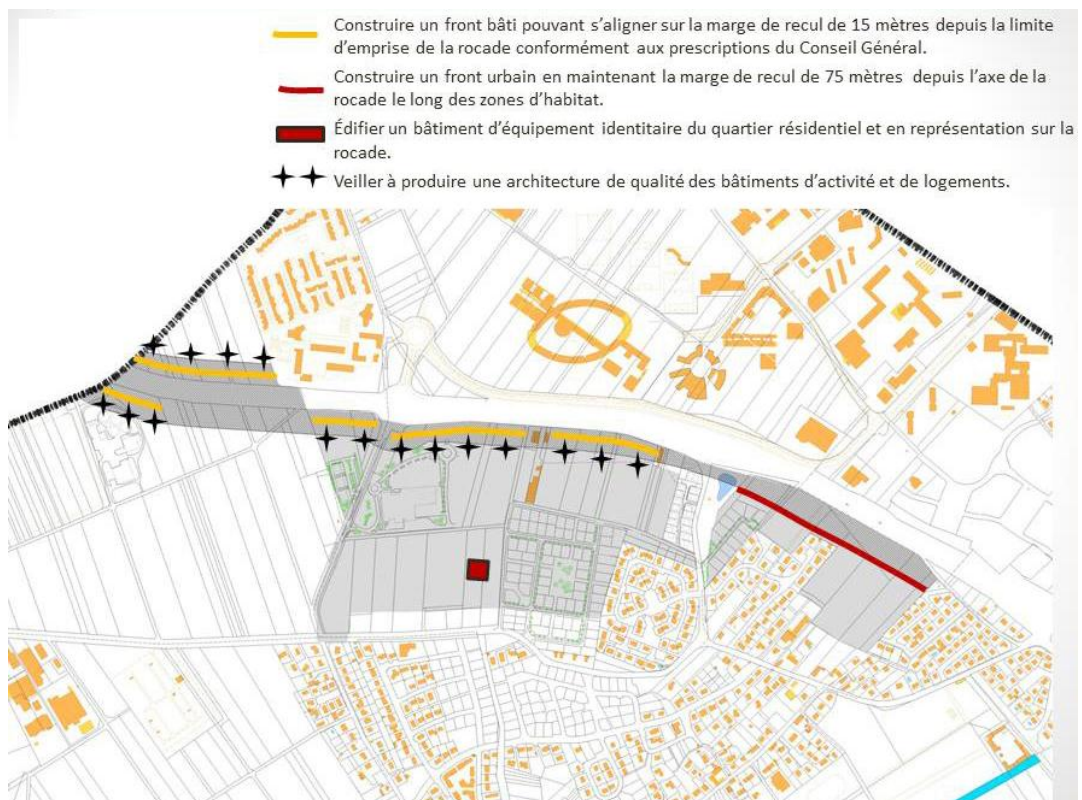 Construire un front bâti pouvant s’aligner sur la marge de recul de 15 mètres depuis la limite
d’emprise de la rocade conformément aux prescriptions du Conseil Général.
Construire un front urbain en maintenant la marge de recul de 75 mètres depuis l’axe de la
rocade le long des zones d’habitat.
Édifier un bâtiment d’équipement identitaire du quartier résidentiel et en représentation sur la
rocade.
Veiller à produire une architecture de qualité des bâtiments d’activité et de logements.